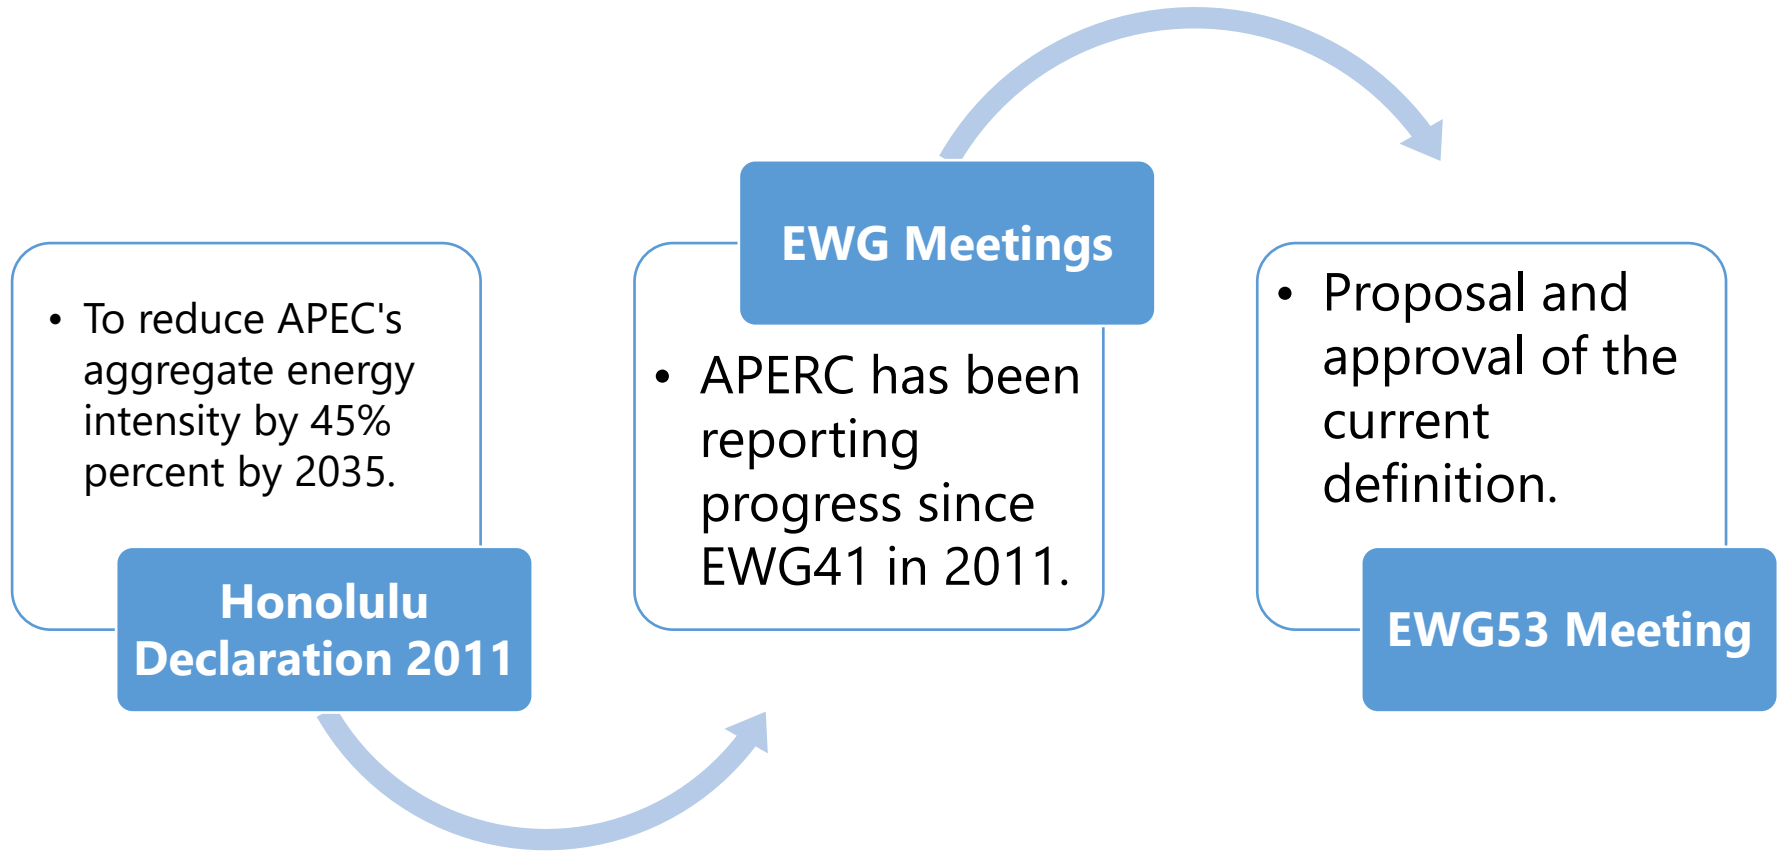 • To reduce APEC's
aggregate energy
intensity by 45%
percent by 2035.
Honolulu
Declaration 2011
EWG Meetings
• APERC has been
reporting
progress since
EWG41 in 2011.
• Proposal and
approval of the
current
definition.
EWG53 Meeting